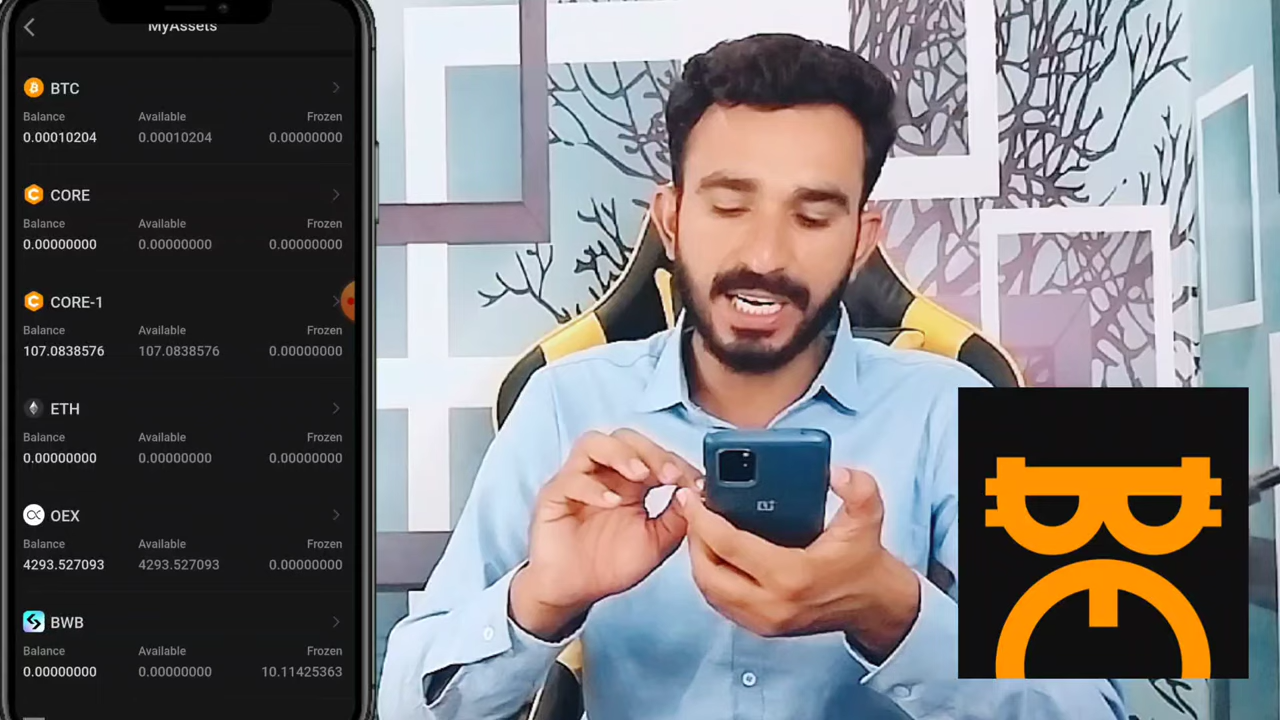 MyAssets
BTC
Balance Available Frozen
0.00010204 0.00010204 0.00000000
CORE
Balance Available Frozen
0.00000000 0.00000000 0.00000000
CORE-1
Balance Available Frozen
107.0838576 107.0838576 0.00000000
ETH
Balance Available Frozen
0.00000000 0.00000000 0.00000000
OEX
Balance Available Frozen
4293.527093 4293.527093 0.00000000
BWB
Balance Available Frozen
0.00000000 0.00000000 10.11425363